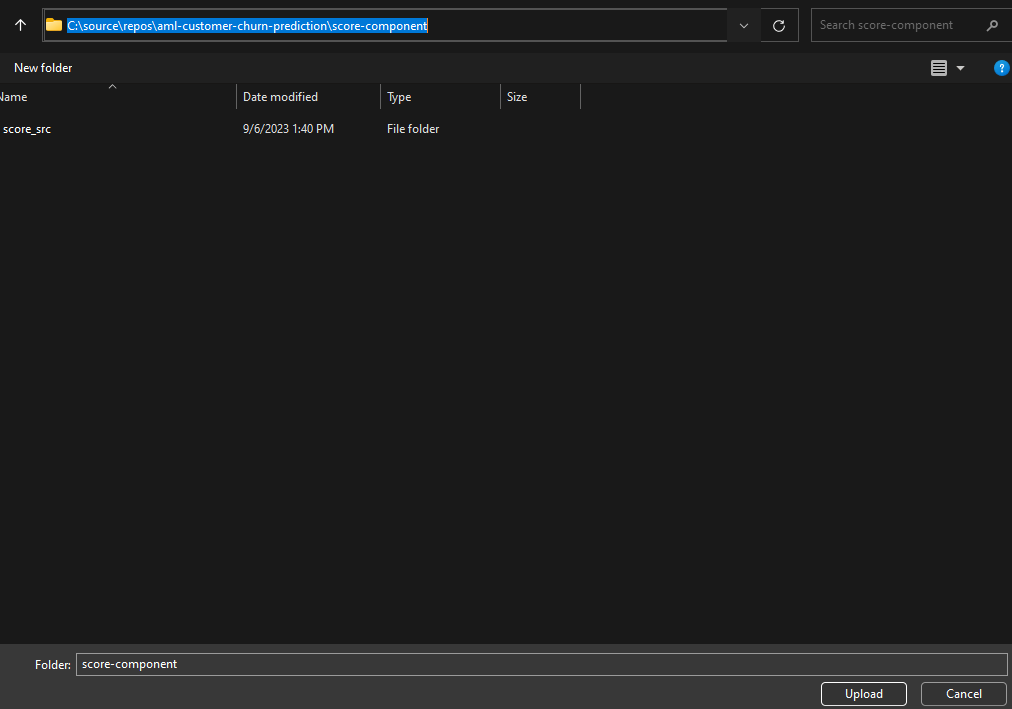 C:\source\repos\aml-customer-churn-prediction\score-component
Search score-component
New folder
?
Name Date modified Type Size
score_src 9/6/2023 1:40 PM File folder
Folder: score-component
Upload Cancel